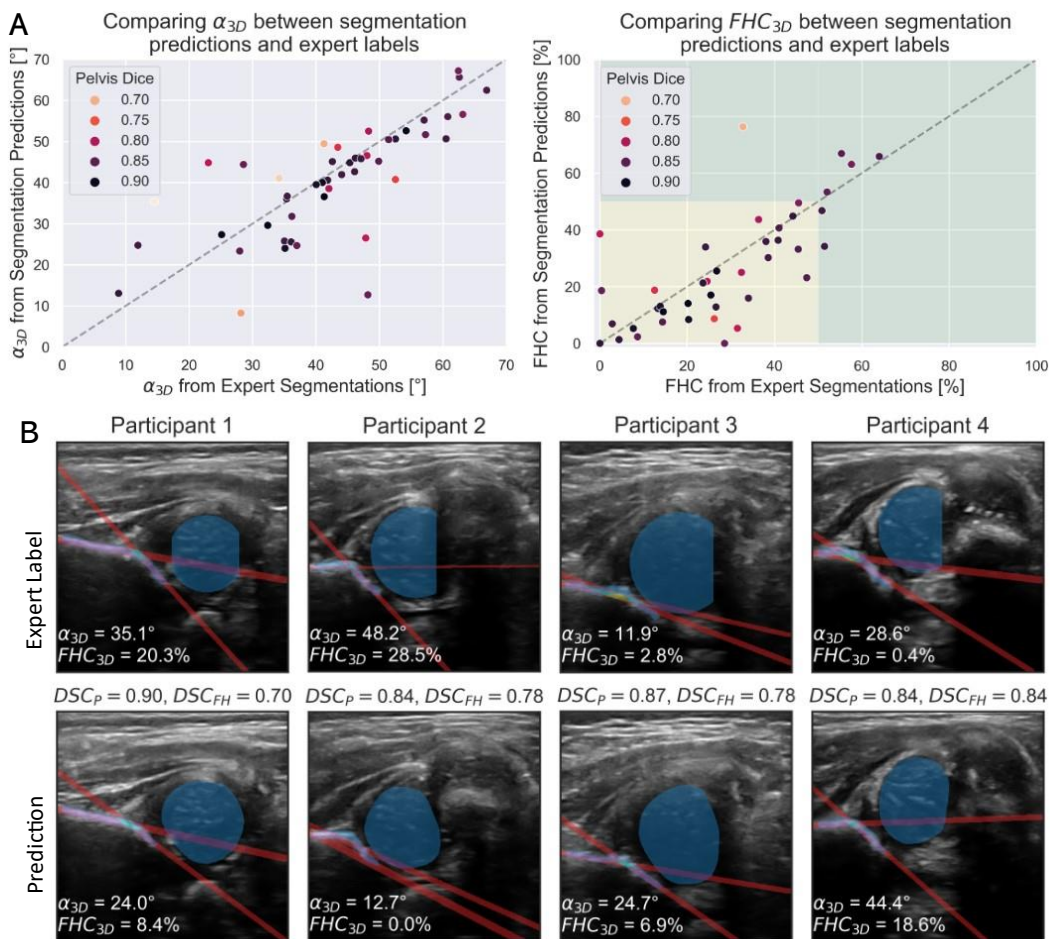 A
Comparing α3D between segmentation
predictions and expert labels
α3D from Segmentation Predictions [°]
70
60
50
40
30
20
10
0
Pelvis Dice
0.70
0.75
0.80
0.85
0.90
0 10 20 30 40 50 60 70
α3D from Expert Segmentations [°]
Comparing FHC3D between segmentation
predictions and expert labels
FHC from Segmentation Predictions [%]
100
80
60
40
20
0
Pelvis Dice
0.70
0.75
0.80
0.85
0.90
0 20 40 60 80 100
FHC from Expert Segmentations [%]
B
Participant 1 Participant 2 Participant 3 Participant 4
Expert Label
α3D = 35.1° α3D = 48.2° α3D = 11.9° α3D = 28.6°
FHC3D = 20.3% FHC3D = 28.5% FHC3D = 2.8% FHC3D = 0.4%
DSCP = 0.90, DSCFH = 0.70 DSCP = 0.84, DSCFH = 0.78 DSCP = 0.87, DSCFH = 0.78 DSCP = 0.84, DSCFH = 0.84
Prediction
α3D = 24.0° α3D = 12.7° α3D = 24.7° α3D = 44.4°
FHC3D = 8.4% FHC3D = 0.0% FHC3D = 6.9% FHC3D = 18.6%